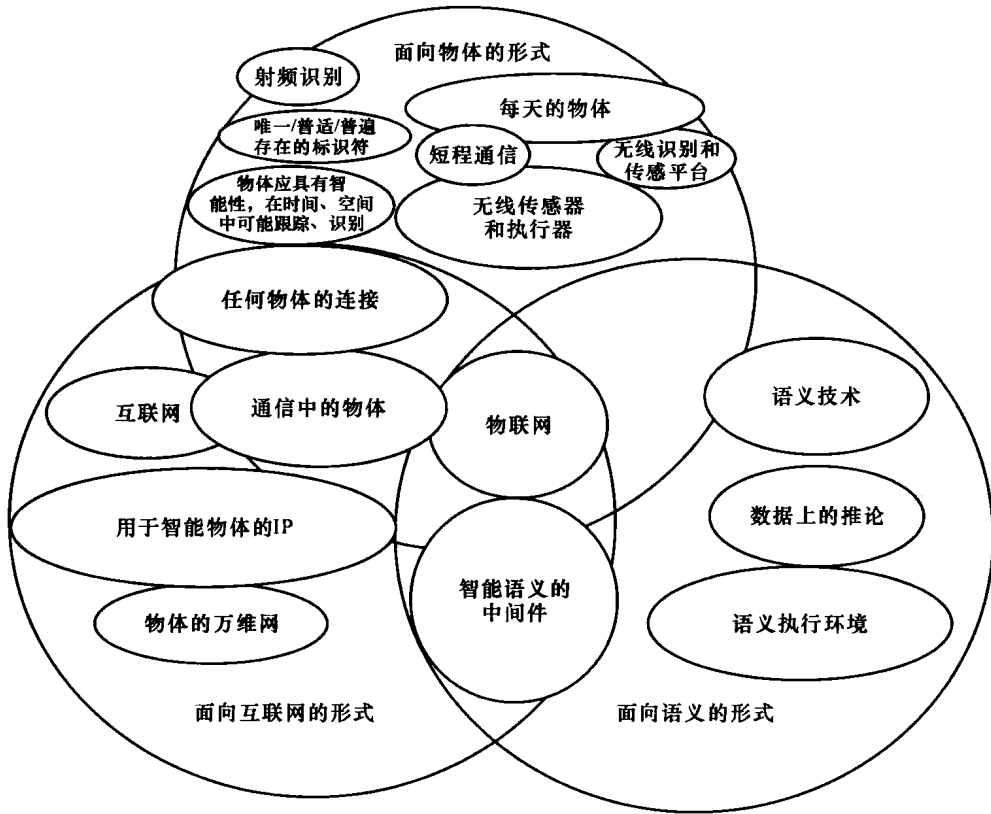 面向物体的形式
射频识别
每天的物体
唯一/普适/普遍
存在的标识符
短程通信
无线识别和
传感平台
物体应具有智
能性，在时间、空间
中可能跟踪、识别
无线传感器
和执行器
任何物体的连接
互联网
通信中的物体
物联网
语义技术
用于智能物体的IP
数据上的推论
智能语义的
中间件
物体的万维网
语义执行环境
面向互联网的形式
面向语义的形式